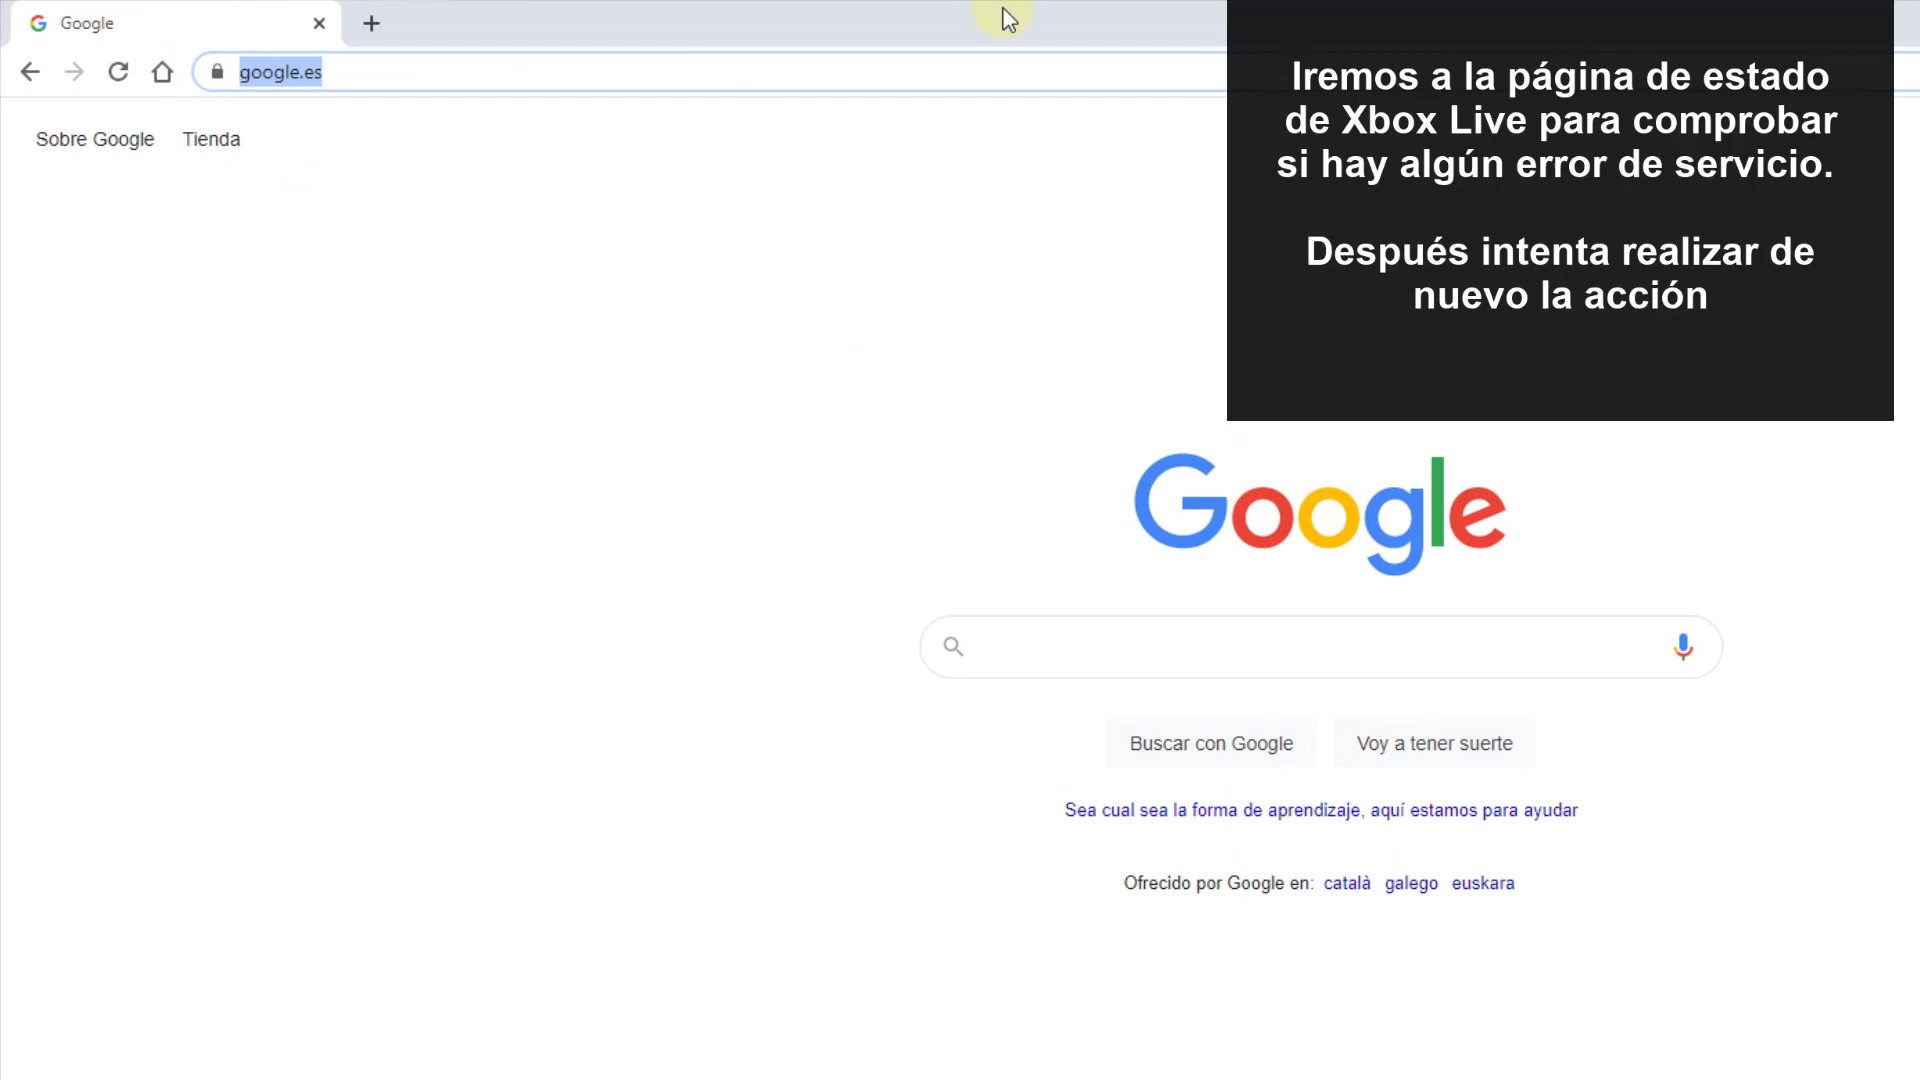 Google
google.es
Sobre Google Tienda
Iremos a la página de estado
de Xbox Live para comprobar
si hay algún error de servicio.
Después intenta realizar de
nuevo la acción
Google
Buscar con Google Voy a tener suerte
Sea cual sea la forma de aprendizaje, aquí estamos para ayudar
Ofrecido por Google en: català galego euskara